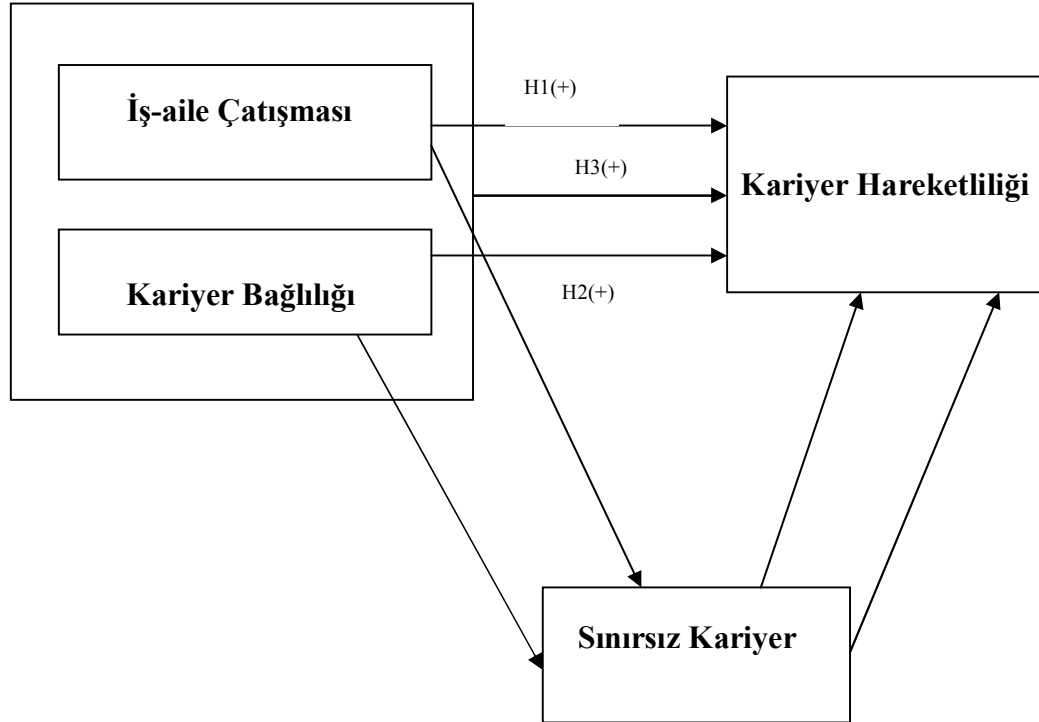 H1(+)
İş-aile Çatışması
H3(+)
Kariyer Hareketliliği
Kariyer Bağlılığı
H2(+)
Sınırsız Kariyer